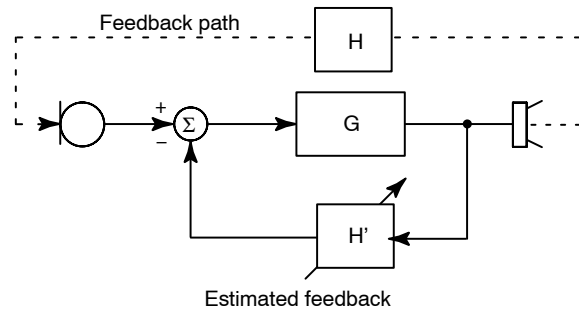 Feedback path
H
+
Σ
−
G
H’
Estimated feedback